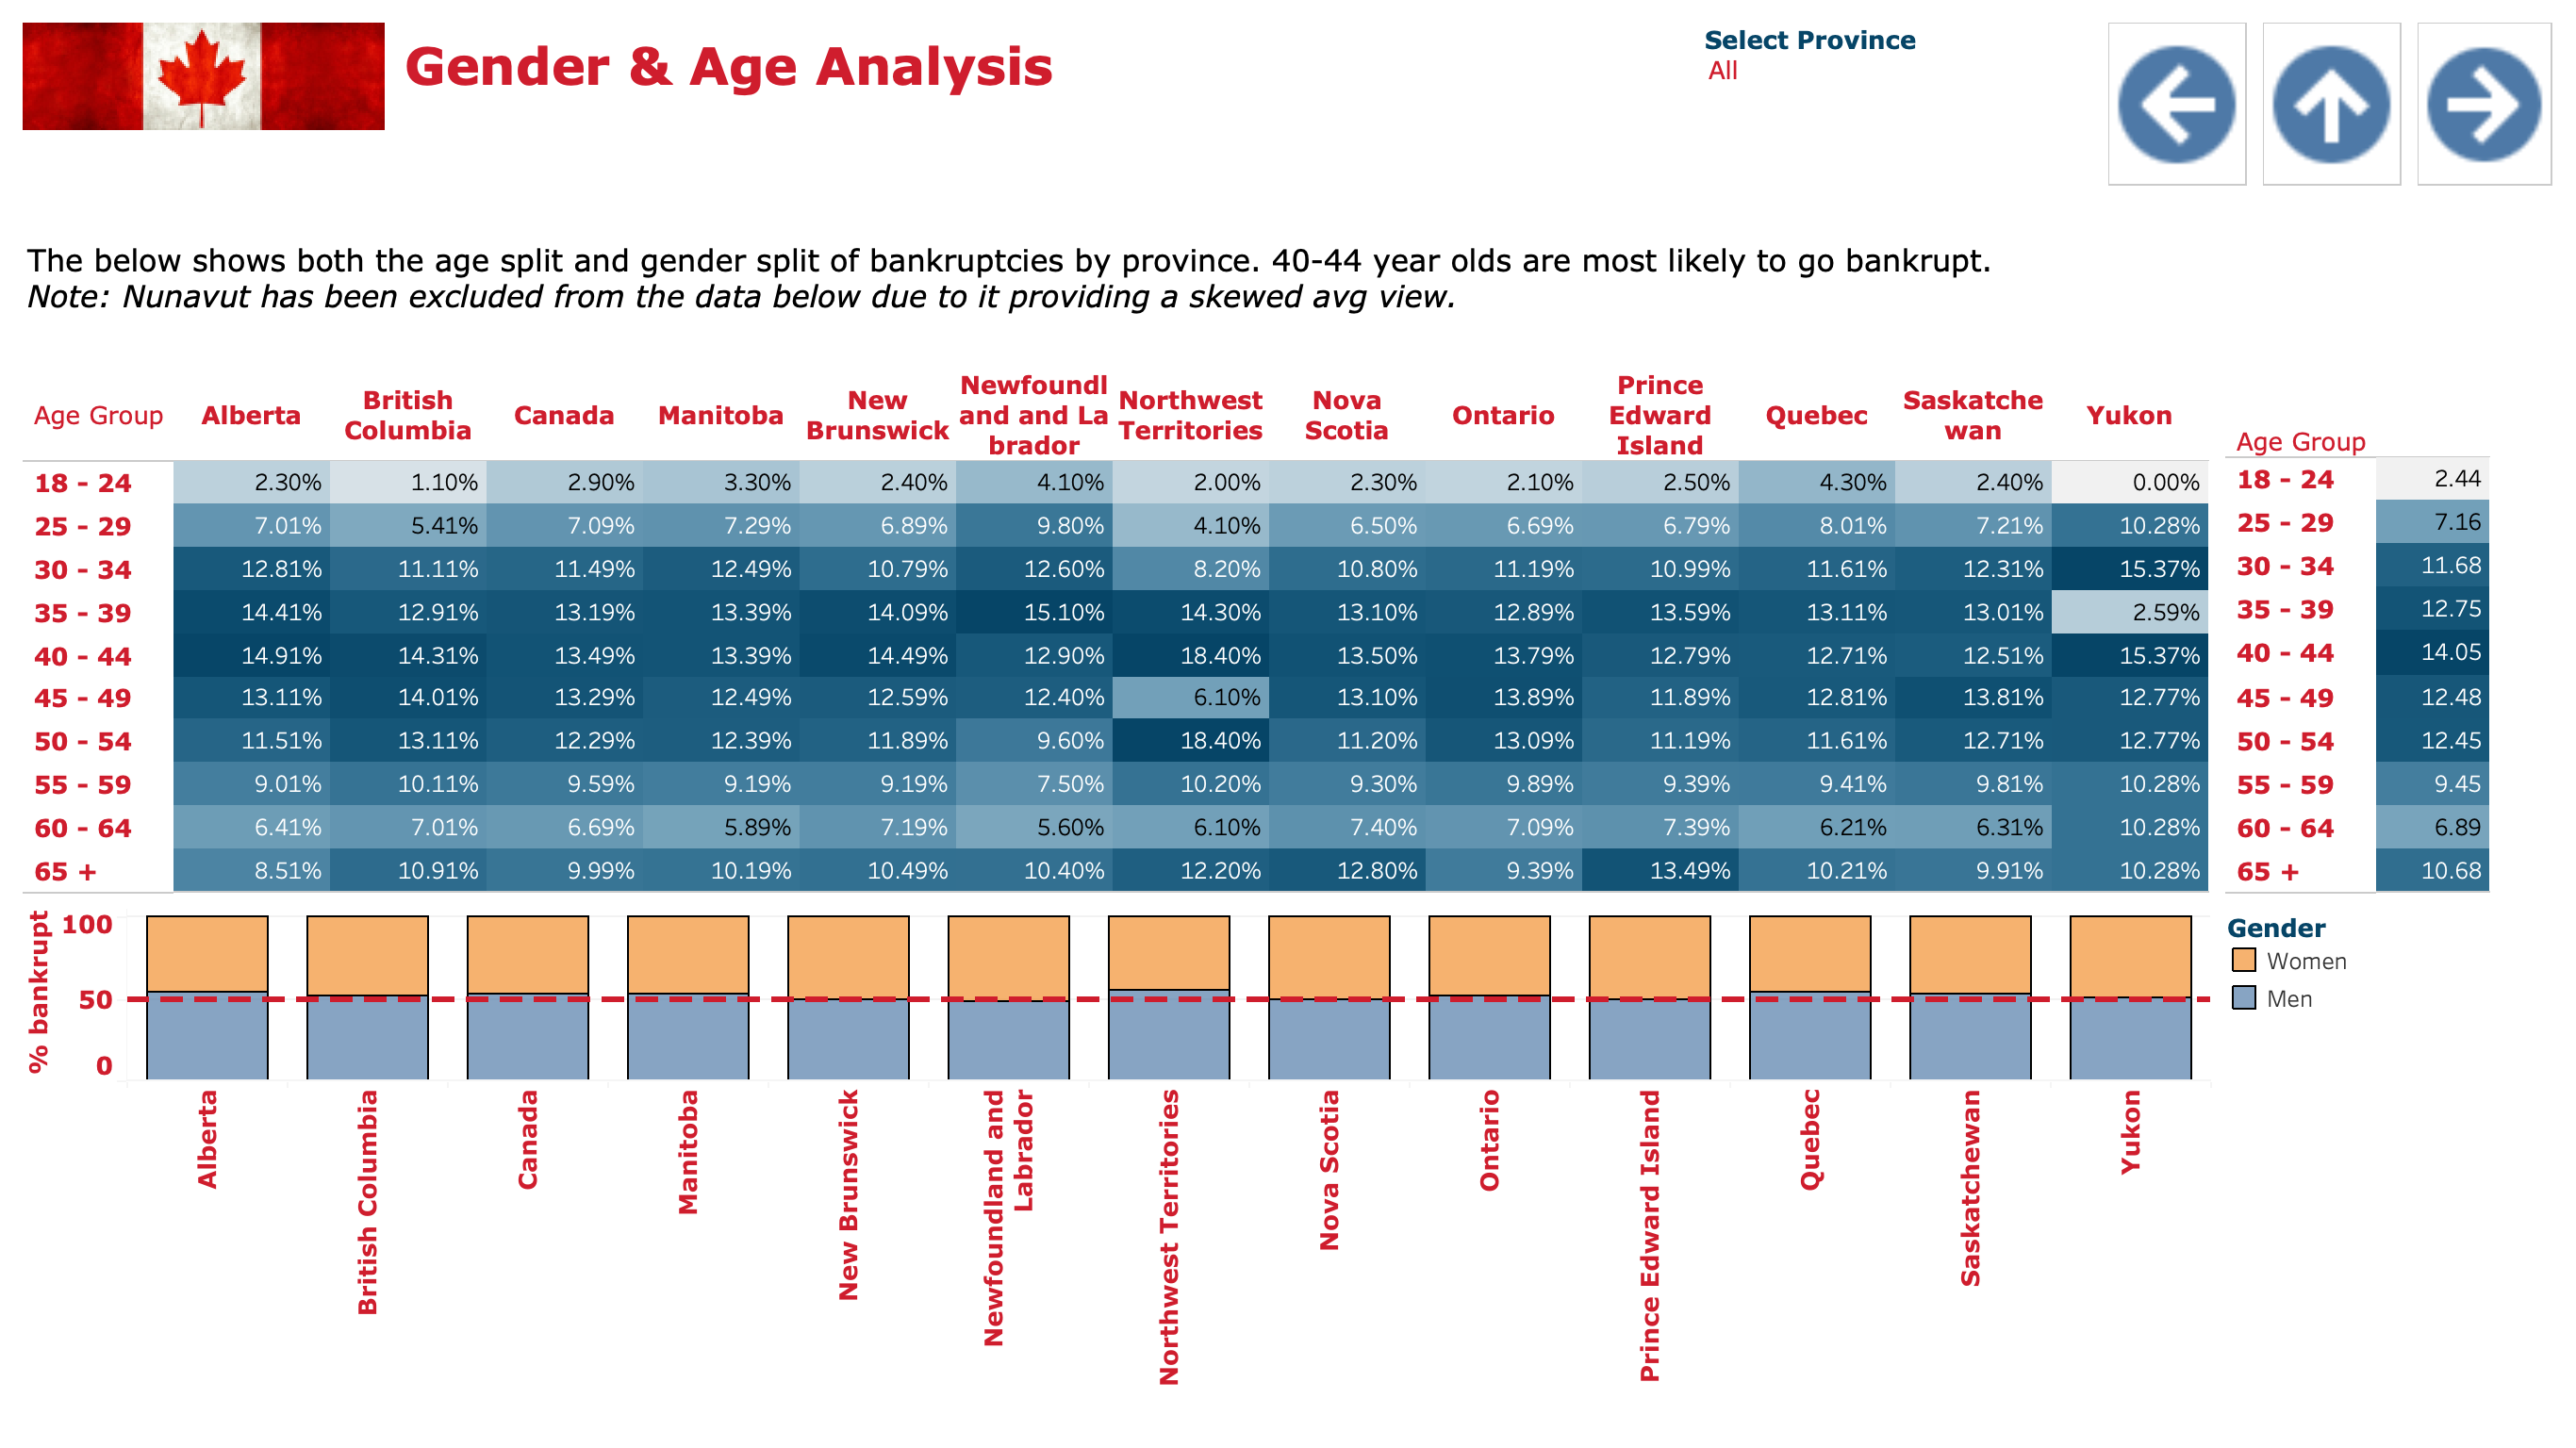 Gender & Age Analysis
Select Province
All
The below shows both the age split and gender split of bankruptcies by province. 40-44 year olds are most likely to go bankrupt.
Note: Nunavut has been excluded from the data below due to it providing a skewed avg view.
Age Group Alberta British Columbia Canada Manitoba New Brunswick Newfoundl and and La brador Northwest Territories Nova Scotia Ontario Prince Edward Island Quebec Saskatche wan Yukon
18 - 24 2.30% 1.10% 2.90% 3.30% 2.40% 4.10% 2.00% 2.30% 2.10% 2.50% 4.30% 2.40% 0.00%
25 - 29 7.01% 5.41% 7.09% 7.29% 6.89% 9.80% 4.10% 6.50% 6.69% 6.79% 8.01% 7.21% 10.28%
30 - 34 12.81% 11.11% 11.49% 12.49% 10.79% 12.60% 8.20% 10.80% 11.19% 10.99% 11.61% 12.31% 15.37%
35 - 39 14.41% 12.91% 13.19% 13.39% 14.09% 15.10% 14.30% 13.10% 12.89% 13.59% 13.11% 13.01% 2.59%
40 - 44 14.91% 14.31% 13.49% 13.39% 14.49% 12.90% 18.40% 13.50% 13.79% 12.79% 12.71% 12.51% 15.37%
45 - 49 13.11% 14.01% 13.29% 12.49% 12.59% 12.40% 6.10% 13.10% 13.89% 11.89% 12.81% 13.81% 12.77%
50 - 54 11.51% 13.11% 12.29% 12.39% 11.89% 9.60% 18.40% 11.20% 13.09% 11.19% 11.61% 12.71% 12.77%
55 - 59 9.01% 10.11% 9.59% 9.19% 9.19% 7.50% 10.20% 9.30% 9.89% 9.39% 9.41% 9.81% 10.28%
60 - 64 6.41% 7.01% 6.69% 5.89% 7.19% 5.60% 6.10% 7.40% 7.09% 7.39% 6.21% 6.31% 10.28%
65 + 8.51% 10.91% 9.99% 10.19% 10.49% 10.40% 12.20% 12.80% 9.39% 13.49% 10.21% 9.91% 10.28%
Age Group
18 - 24 2.44
25 - 29 7.16
30 - 34 11.68
35 - 39 12.75
40 - 44 14.05
45 - 49 12.48
50 - 54 12.45
55 - 59 9.45
60 - 64 6.89
65 + 10.68
% bankrupt
100
50
0
Alberta
British Columbia
Canada
Manitoba
New Brunswick
Newfoundland and
Labrador
Northwest Territories
Nova Scotia
Ontario
Prince Edward Island
Quebec
Saskatchewan
Yukon
Gender
Women
Men